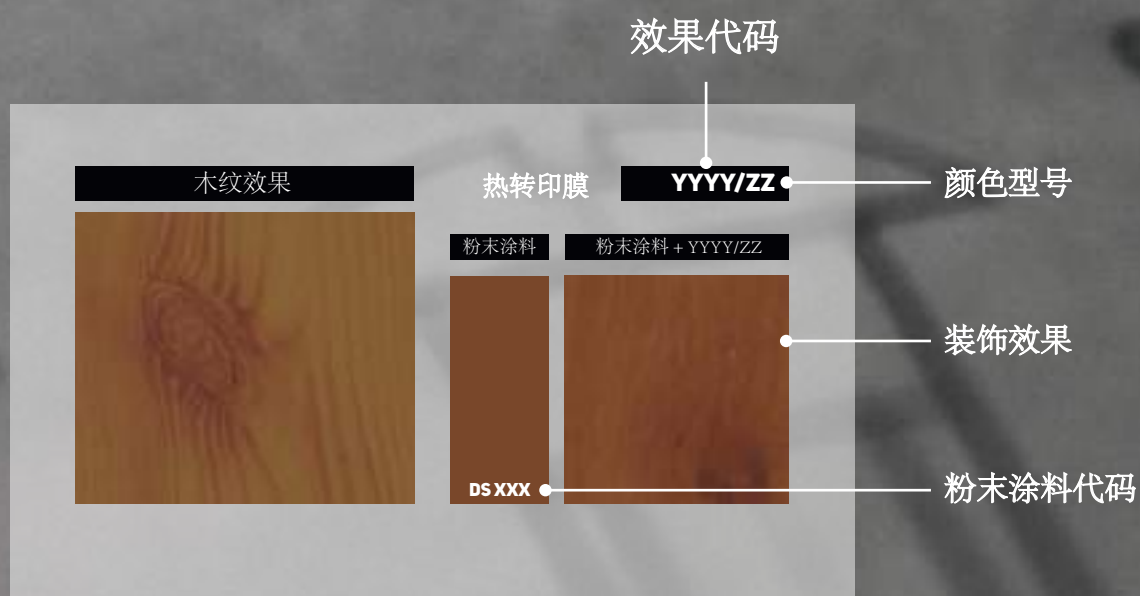 效果代码
木纹效果
热转印膜
YYYY/ZZ
颜色型号
粉末涂料
粉末涂料 + YYYY/ZZ
装饰效果
DS XXX
粉末涂料代码